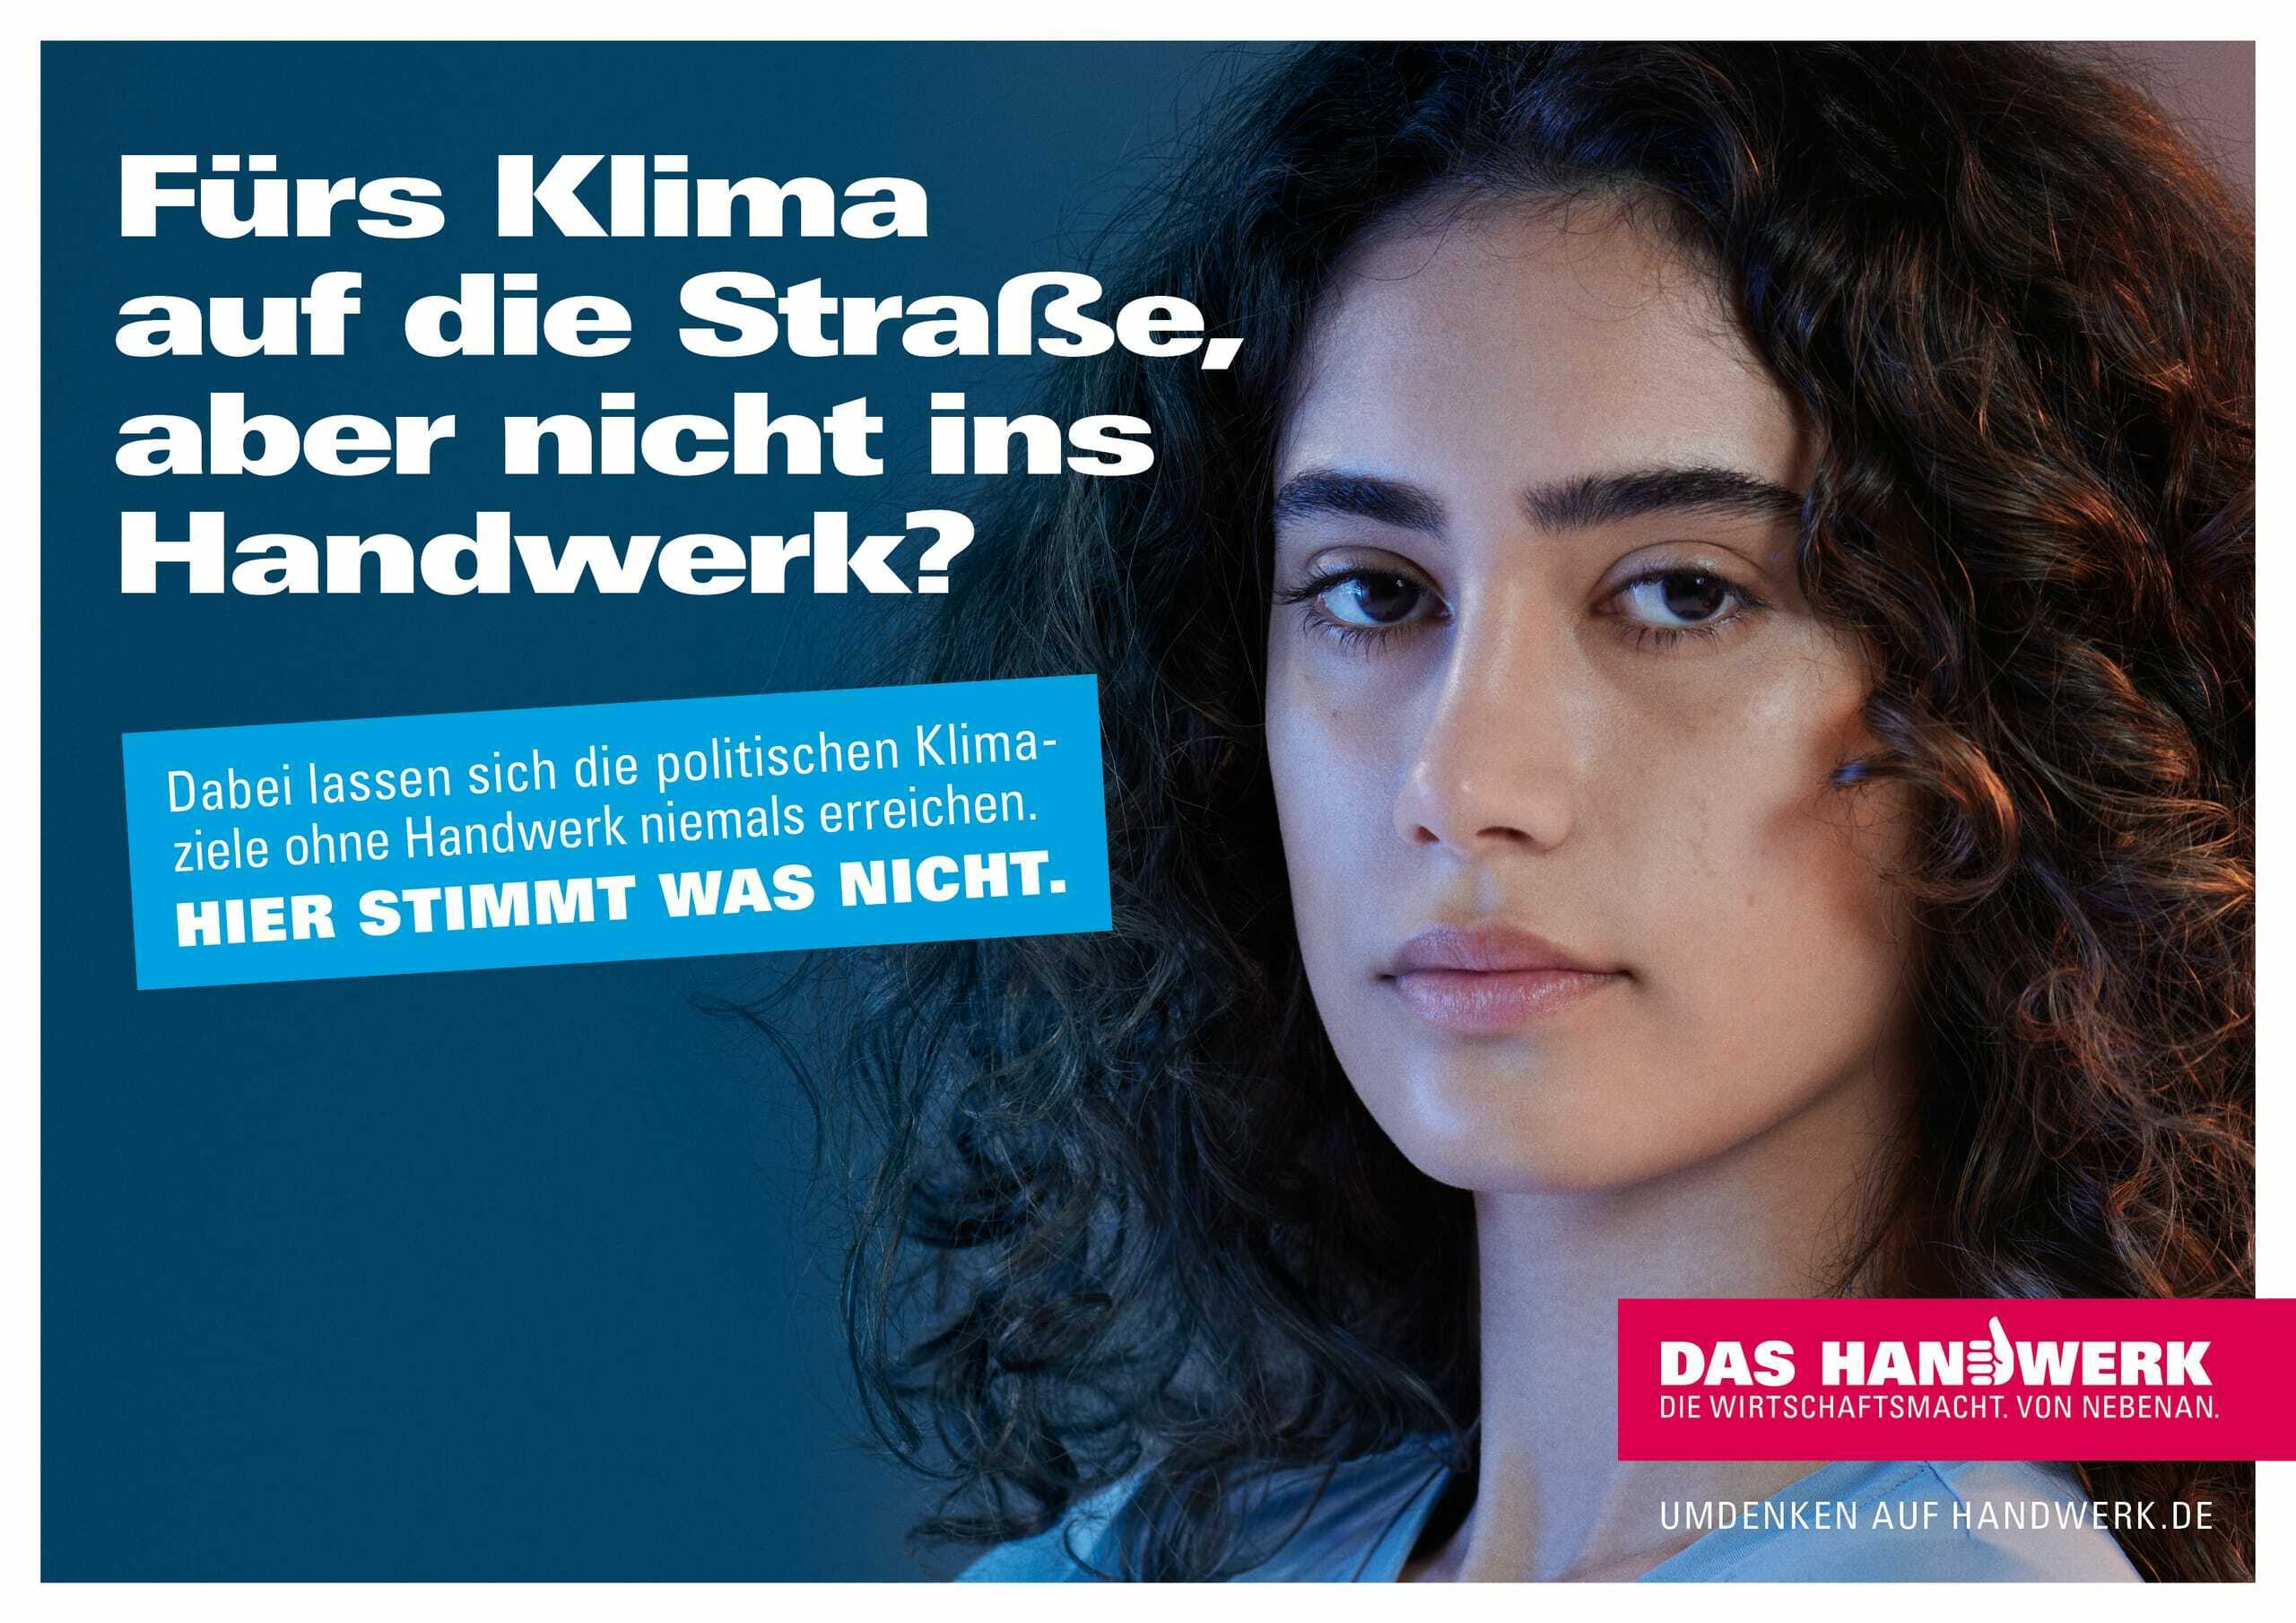 Fürs Klima
auf die Straße,
aber nicht ins
Handwerk?
Dabei lassen sich die politischen Klima-
ziele ohne Handwerk niemals erreichen.
HIER STIMMT WAS NICHT.
DAS HANDWERK
DIE WIRTSCHAFTSMACHT. VON NEBENAN.
UMDENKEN AUF HANDWERK.DE